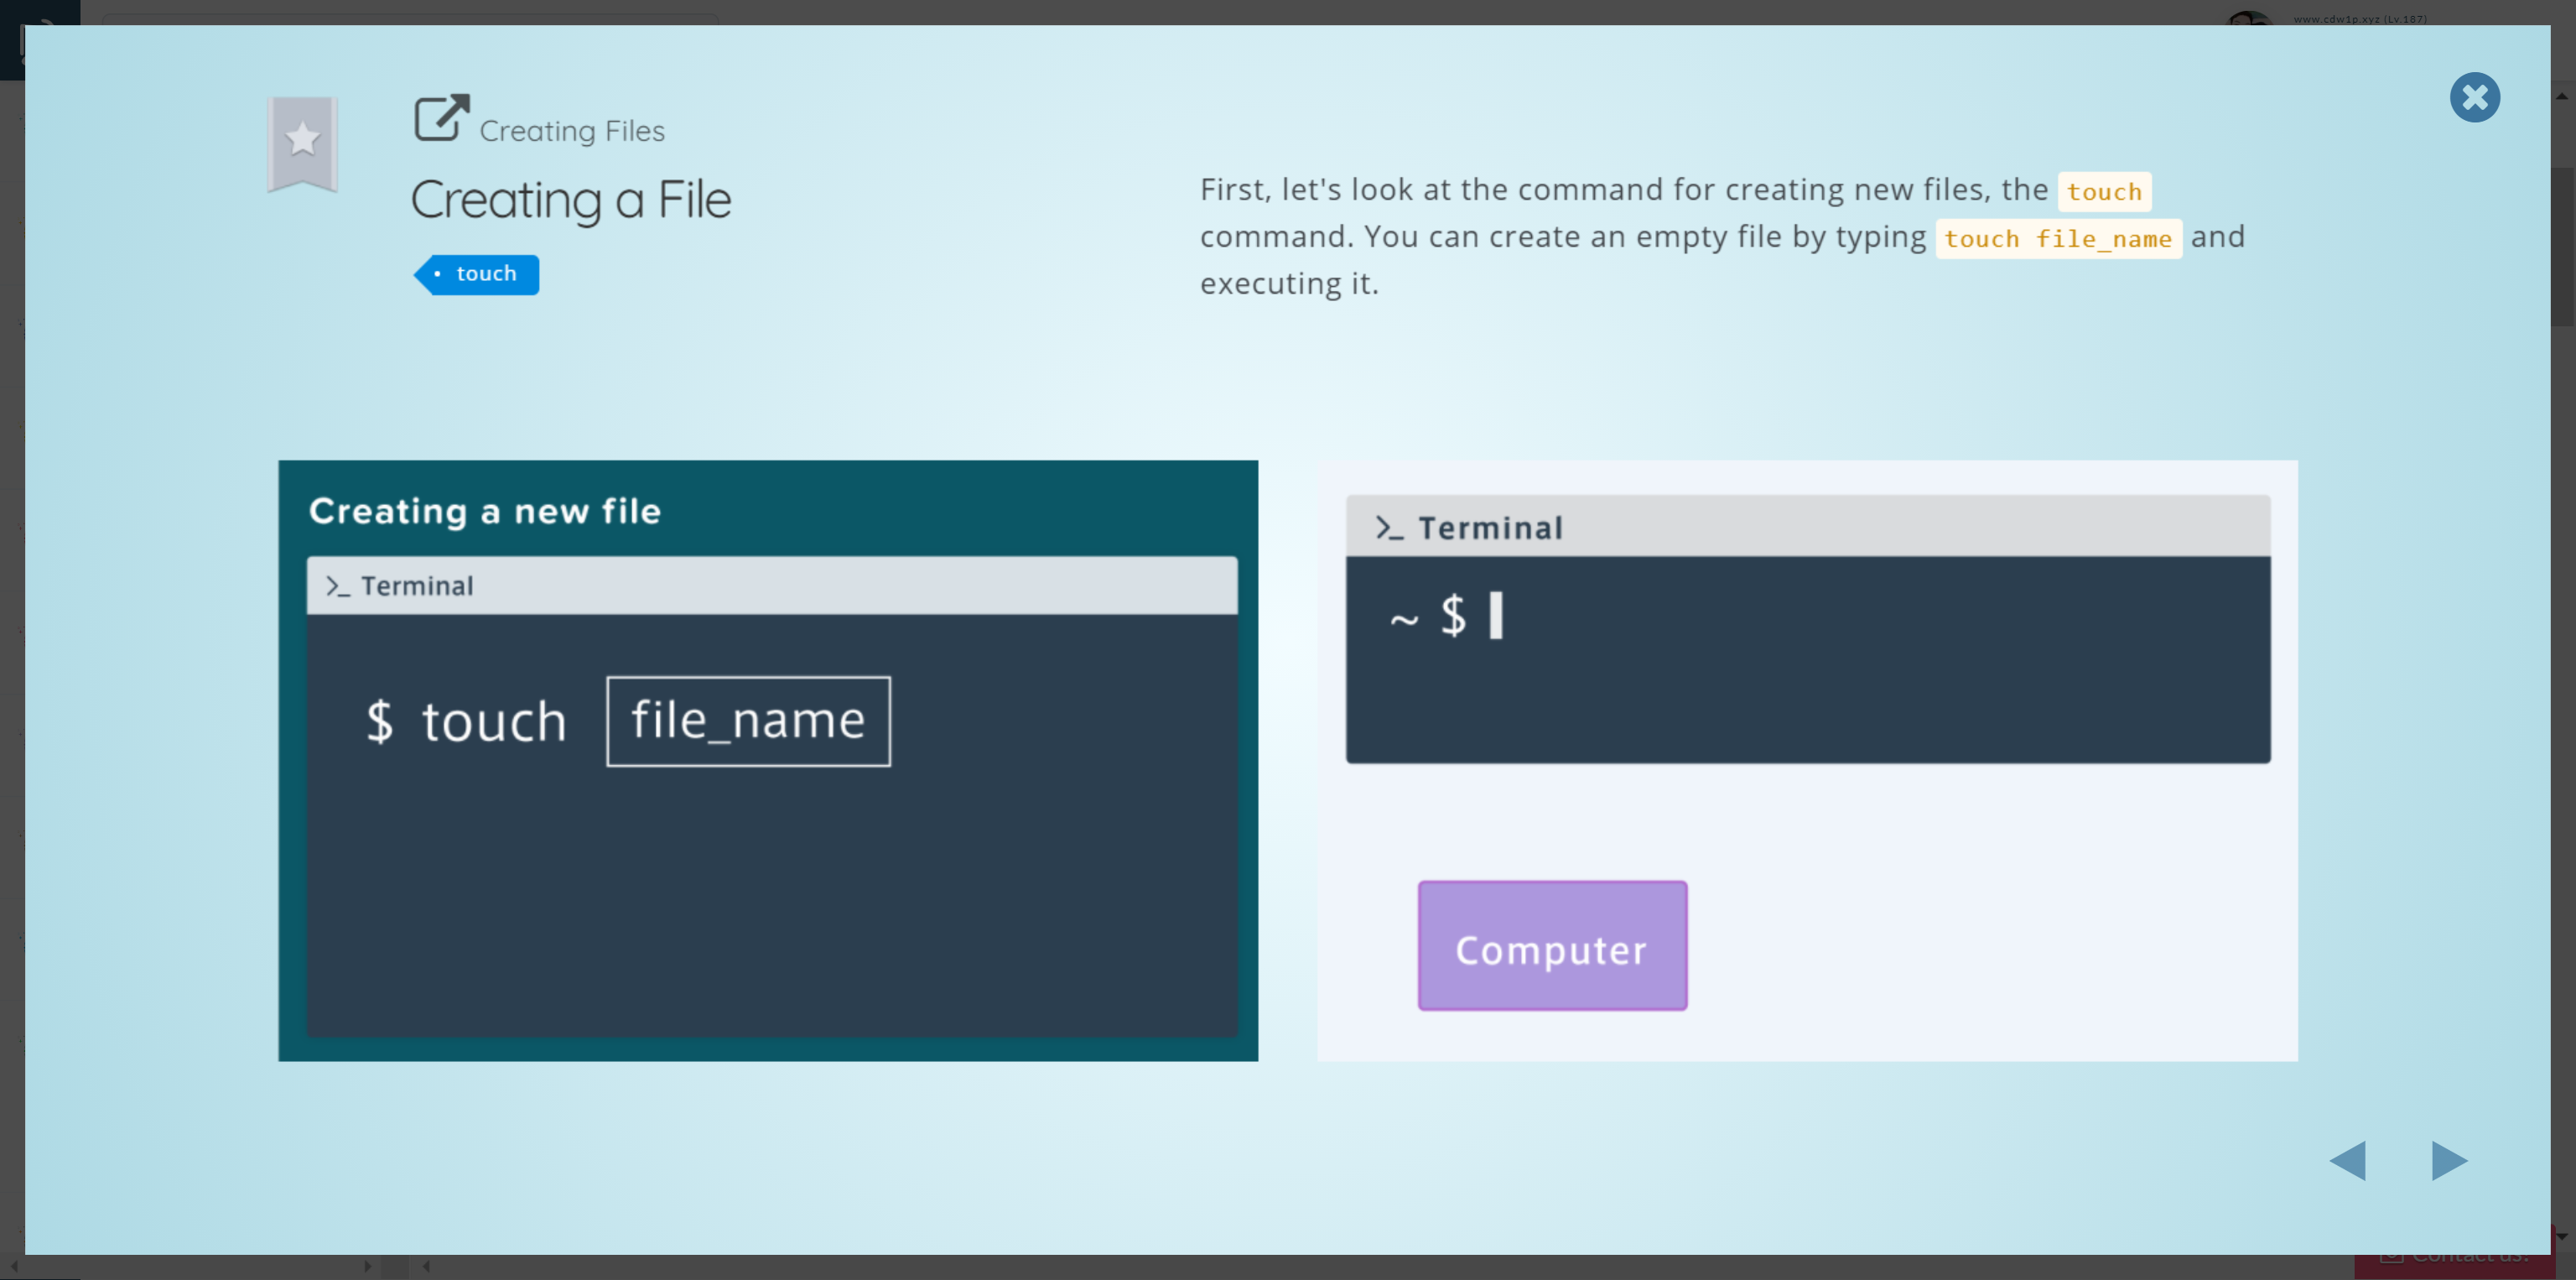 www.cdw1p.xyz (Lv.187)
Creating Files
Creating a File
touch
First, let's look at the command for creating new files, the touch
command. You can create an empty file by typing touch file_name and
executing it.
Creating a new file
>_ Terminal
$ touch file_name
>_ Terminal
~ $
Computer
Contact us!